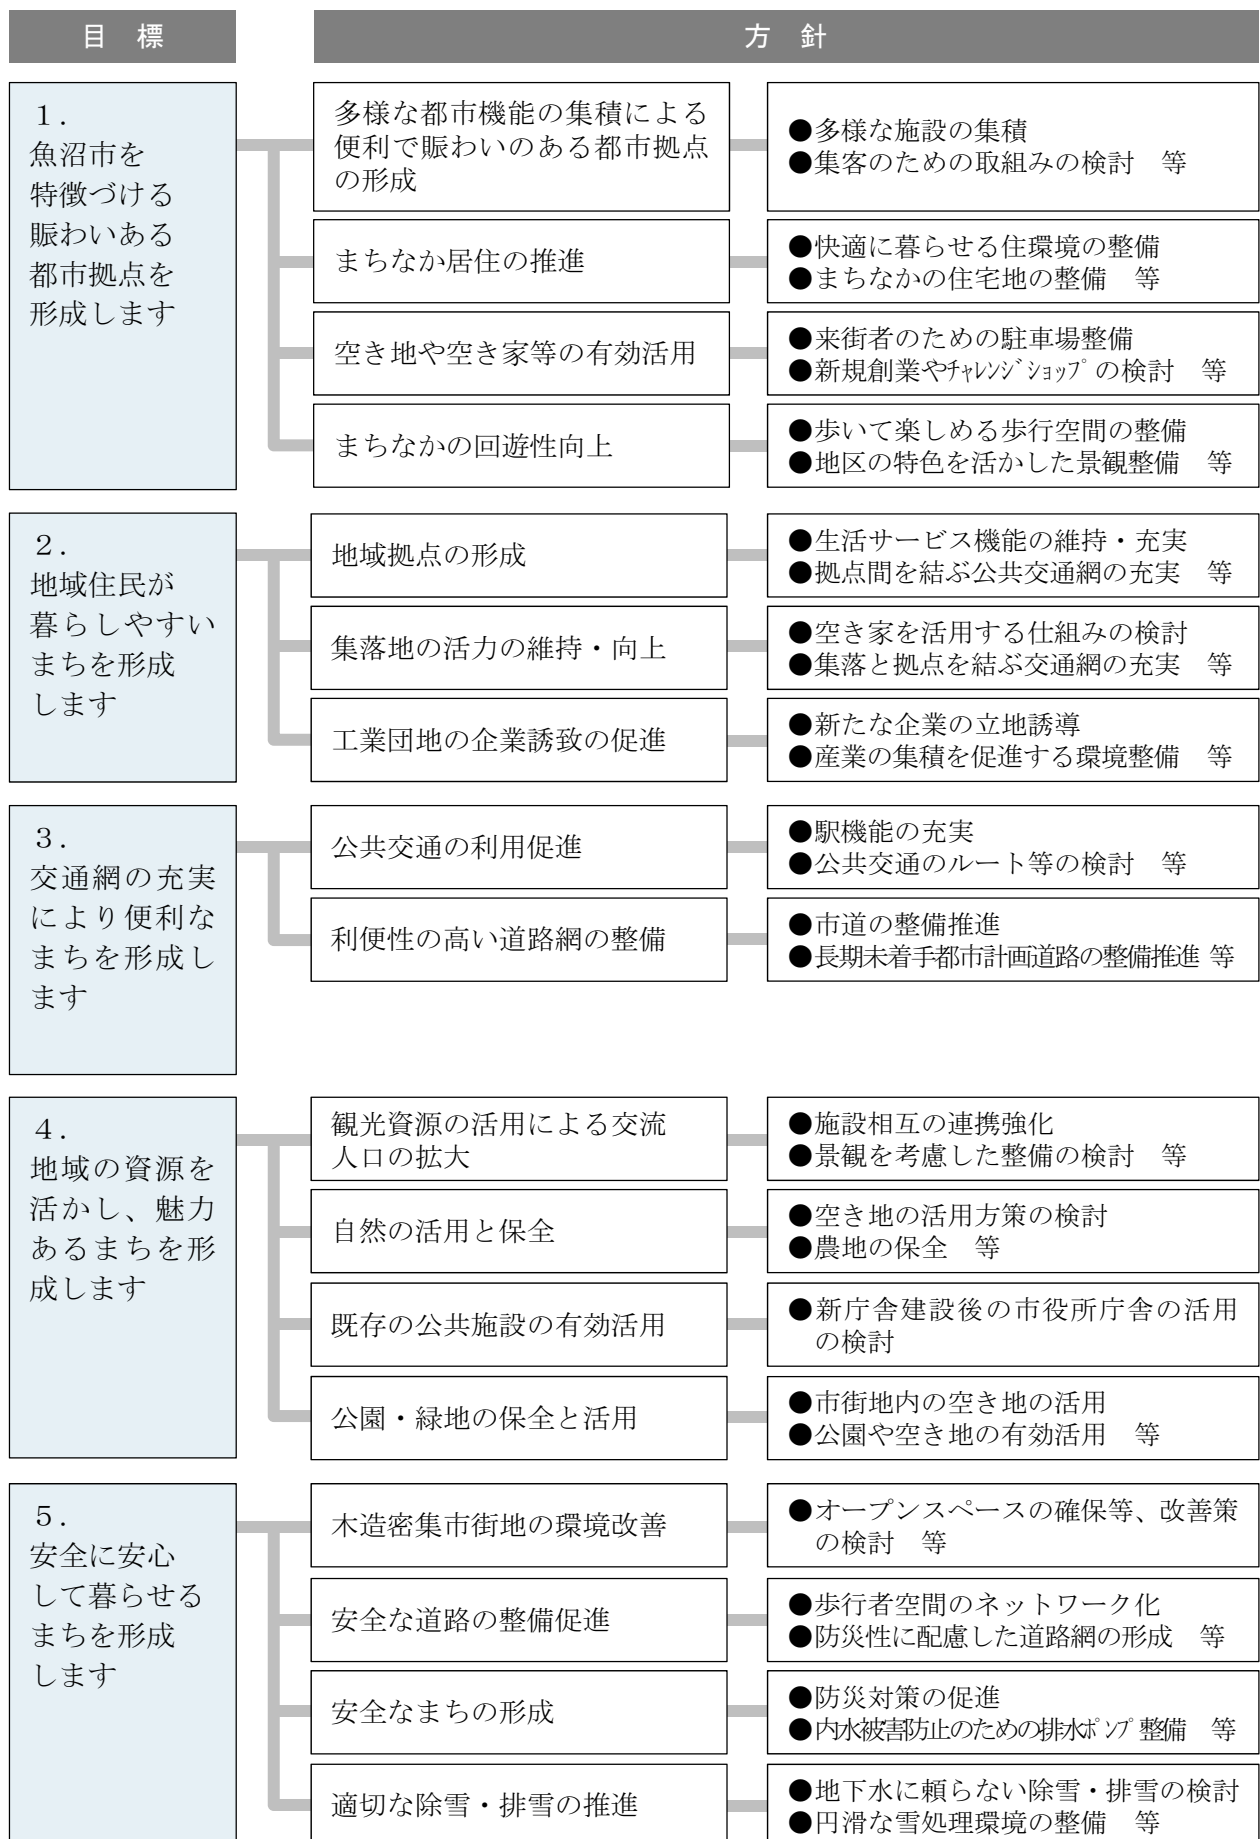 目　標
方　針
１．
魚沼市を
特徴づける
賑わいある
都市拠点を
形成します
多様な都市機能の集積による
便利で賑わいのある都市拠点
の形成
●多様な施設の集積
●集客のための取組みの検討　等
まちなか居住の推進
●快適に暮らせる住環境の整備
●まちなかの住宅地の整備　等
空き地や空き家等の有効活用
●来街者のための駐車場整備
●新規創業やﾁｬﾚﾝｼﾞｼｮｯﾌﾟの検討　等
まちなかの回遊性向上
●歩いて楽しめる歩行空間の整備
●地区の特色を活かした景観整備　等
２．
地域住民が
暮らしやすい
まちを形成
します
地域拠点の形成
●生活サービス機能の維持・充実
●拠点間を結ぶ公共交通網の充実　等
集落地の活力の維持・向上
●空き家を活用する仕組みの検討
●集落と拠点を結ぶ交通網の充実　等
工業団地の企業誘致の促進
●新たな企業の立地誘導
●産業の集積を促進する環境整備　等
３．
交通網の充実
により便利な
まちを形成し
ます
公共交通の利用促進
●駅機能の充実
●公共交通のルート等の検討　等
利便性の高い道路網の整備
●市道の整備推進
●長期未着手都市計画道路の整備推進 等
４．
地域の資源を
活かし、魅力
あるまちを形
成します
観光資源の活用による交流
人口の拡大
●施設相互の連携強化
●景観を考慮した整備の検討　等
自然の活用と保全
●空き地の活用方策の検討
●農地の保全　等
既存の公共施設の有効活用
●新庁舎建設後の市役所庁舎の活用
の検討
公園・緑地の保全と活用
●市街地内の空き地の活用
●公園や空き地の有効活用　等
５．
安全に安心
して暮らせる
まちを形成
します
木造密集市街地の環境改善
●オープンスペースの確保等、改善策
の検討　等
安全な道路の整備促進
●歩行者空間のネットワーク化
●防災性に配慮した道路網の形成　等
安全なまちの形成
●防災対策の促進
●内水被害防止のための排水ﾎﾟﾝﾌﾟ整備　等
適切な除雪・排雪の推進
●地下水に頼らない除雪・排雪の検討
●円滑な雪処理環境の整備　等